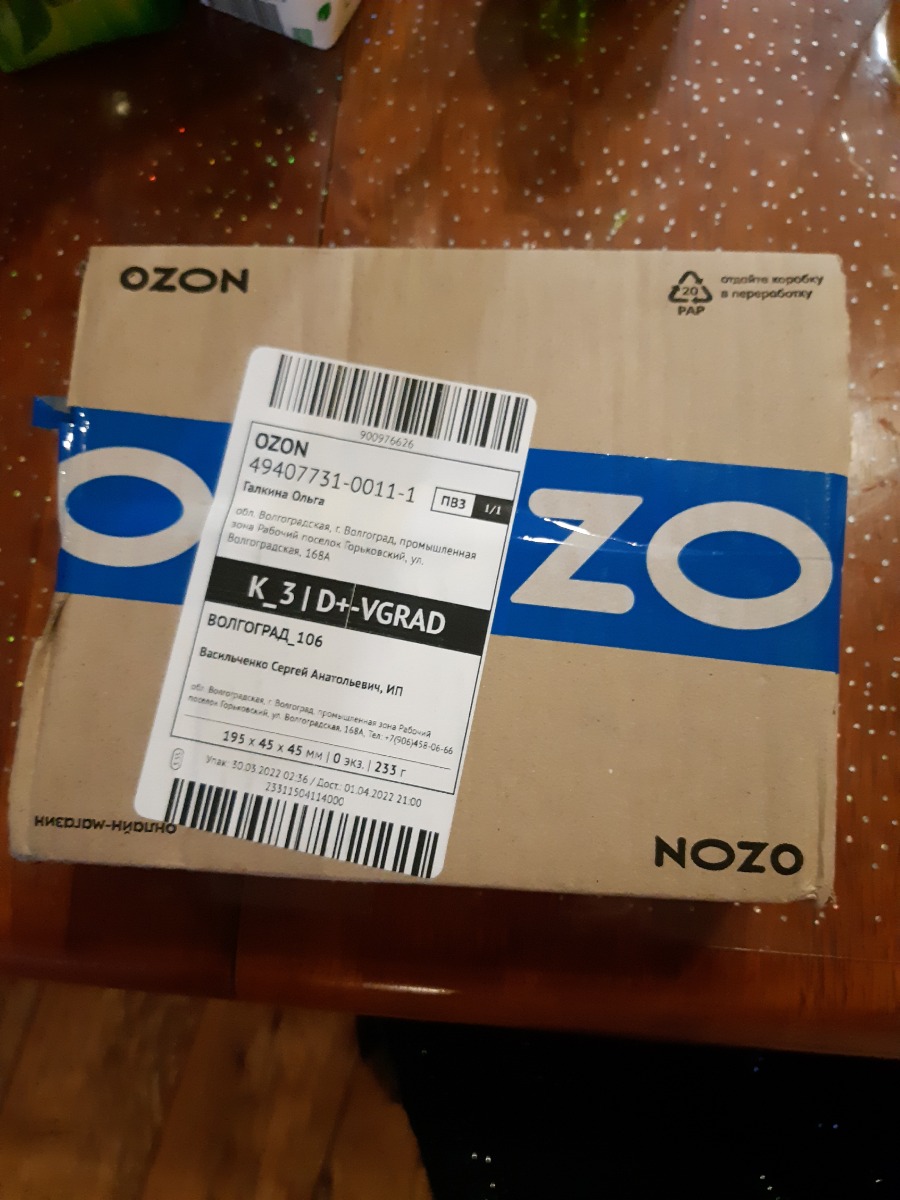 OZON
отдайте коробку
в переработку
20
PAP
900976626
OZON
49407731-0011-1
ПВЗ 1/1
Галкина Ольга
обл. Волгоградская, г. Волгоград, промышленная
зона Рабочий поселок Горьковский, ул.
Волгоградская, 168А
K_3 | D+-VGRAD
ВОЛГОГРАД_106
Васильченко Сергей Анатольевич, ИП
обл. Волгоградская, г. Волгоград, промышленная зона Рабочий
поселок Горьковский, ул. Волгоградская, 168А, Тел. +7(906)458-06-66
195 x 45 x 45 мм | 0 экз. | 233 г
Упак: 30.03.2022 02:36 / Дост.: 01.04.2022 21:00
23311504114000
O ZO
онлайн-магазин
OZON